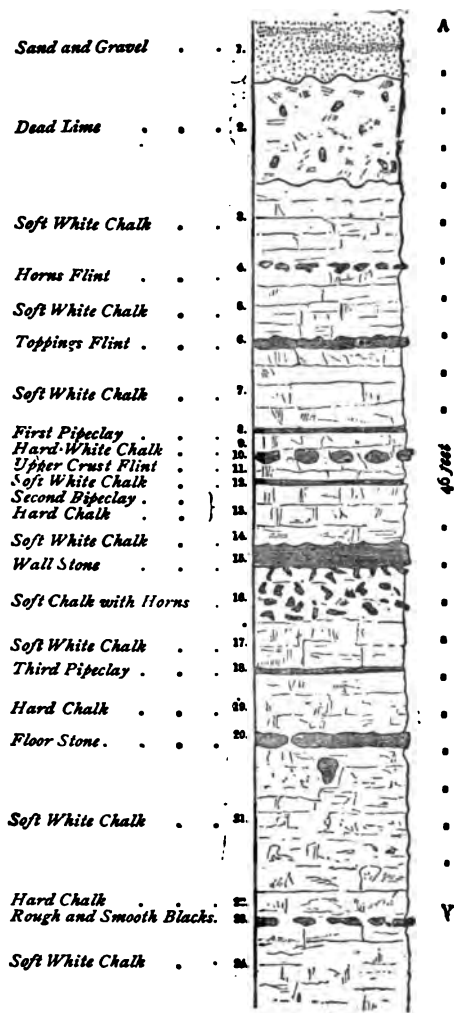 Sand and Gravel 1.
Dead Lime 2.
Soft White Chalk 3.
Horns Flint 4.
Soft White Chalk 5.
Toppings Flint 6.
Soft White Chalk 7.
First Pipeclay 8.
Hard-White Chalk 9.
Upper Crust Flint 10.
Soft White Chalk 11.
Second Bipeclay 12.
Hard Chalk 13.
Soft White Chalk 14.
Wall Stone 15.
Soft Chalk with Horns 16.
Soft White Chalk 17.
Third Pipeclay 18.
Hard Chalk 19.
Floor Stone. 20.
Soft White Chalk 21.
Hard Chalk 22.
Rough and Smooth Blacks. 23.
Soft White Chalk 24.
46 feet